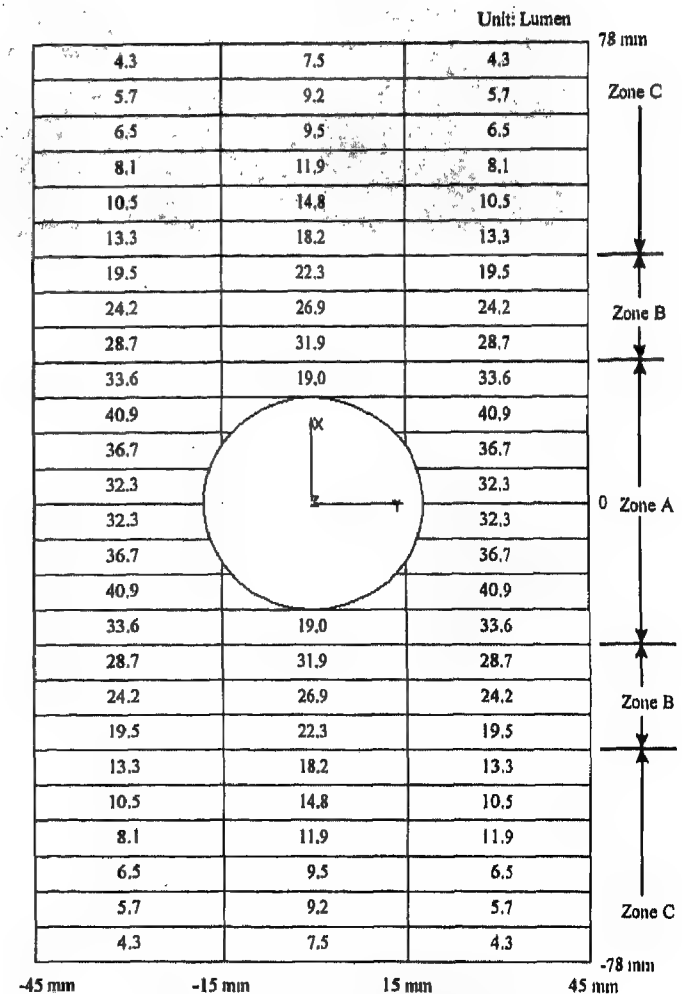 Unit: Lumen
78 mm
4.3 7.5 4.3
5.7 9.2 5.7
Zone C
6.5 9.5 6.5
8.1 11.9 8.1
10.5 14.8 10.5
13.3 18.2 13.3
19.5 22.3 19.5
24.2 26.9 24.2
Zone B
28.7 31.9 28.7
33.6 19.0 33.6
40.9 40.9
X
36.7 36.7
32.3 32.3
Z Y 0 Zone A
32.3 32.3
36.7 36.7
40.9 40.9
33.6 19.0 33.6
28.7 31.9 28.7
24.2 26.9 24.2
Zone B
19.5 22.3 19.5
13.3 18.2 13.3
10.5 14.8 10.5
8.1 11.9 11.9
6.5 9.5 6.5
5.7 9.2 5.7
Zone C
4.3 7.5 4.3
-78 mm
-45 mm -15 mm 15 mm 45 mm